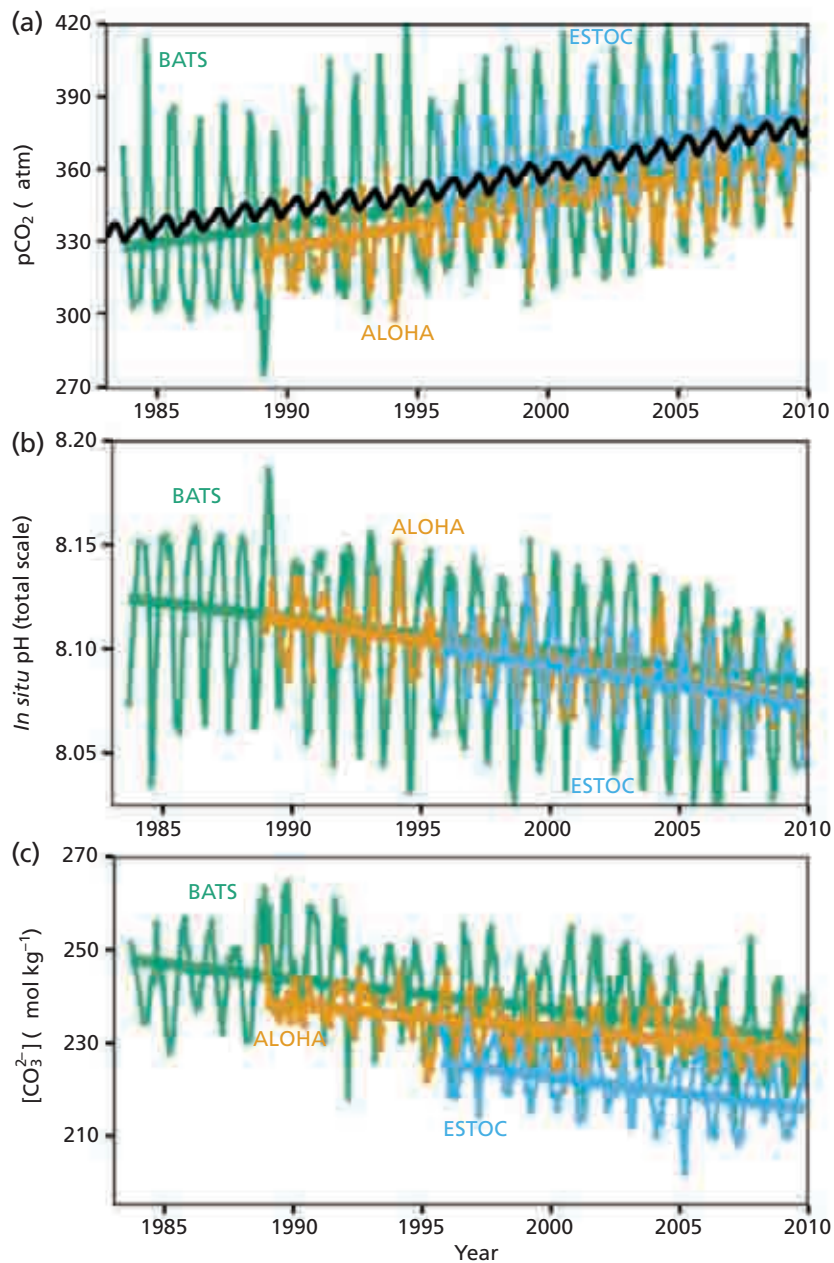 (a)
420
390
360
330
300
270
pCO₂ ( atm)
BATS
ESTOC
ALOHA
1985 1990 1995 2000 2005 2010
(b)
8.20
8.15
8.10
8.05
In situ pH (total scale)
BATS
ALOHA
ESTOC
1985 1990 1995 2000 2005 2010
(c)
270
250
230
210
[CO₃²⁻] ( mol kg⁻¹)
BATS
ALOHA
ESTOC
1985 1990 1995 2000 2005 2010
Year